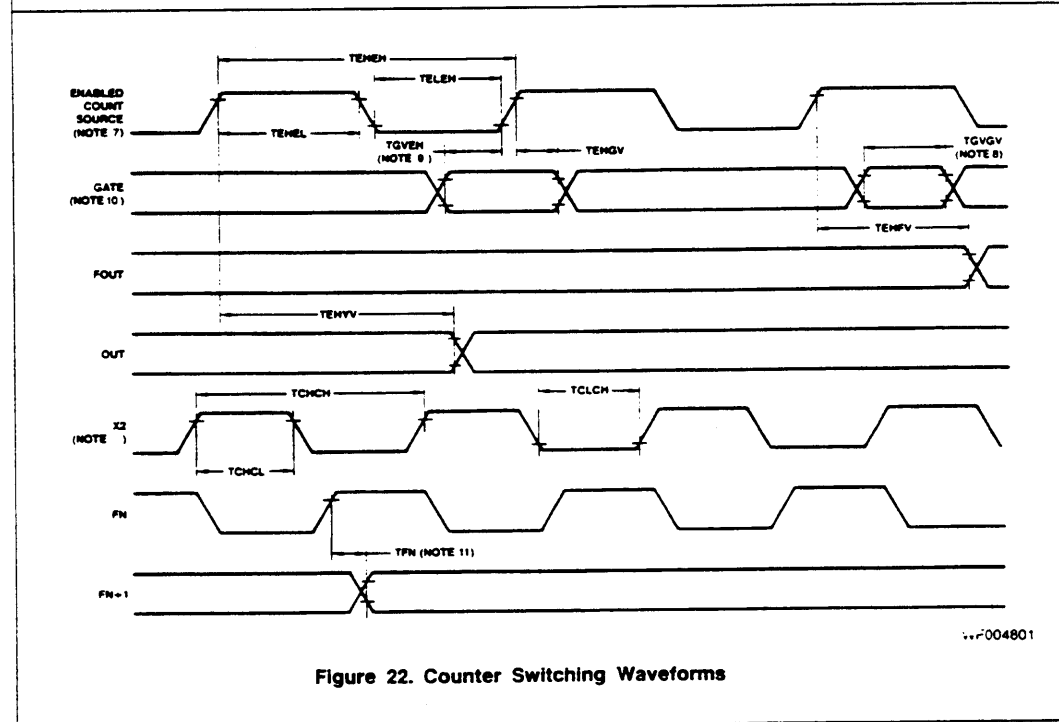 TEHEH
TELEH
ENABLED
COUNT
SOURCE
(NOTE 7)
TEHEL
TGVEH
(NOTE 9)
TEHGV
TGVGV
(NOTE 8)
GATE
(NOTE 10)
TEHFV
FOUT
TEHYV
OUT
TCHCH
TCLCH
X2
(NOTE )
TCHCL
FN
TFN (NOTE 11)
FN+1
004801
Figure 22. Counter Switching Waveforms